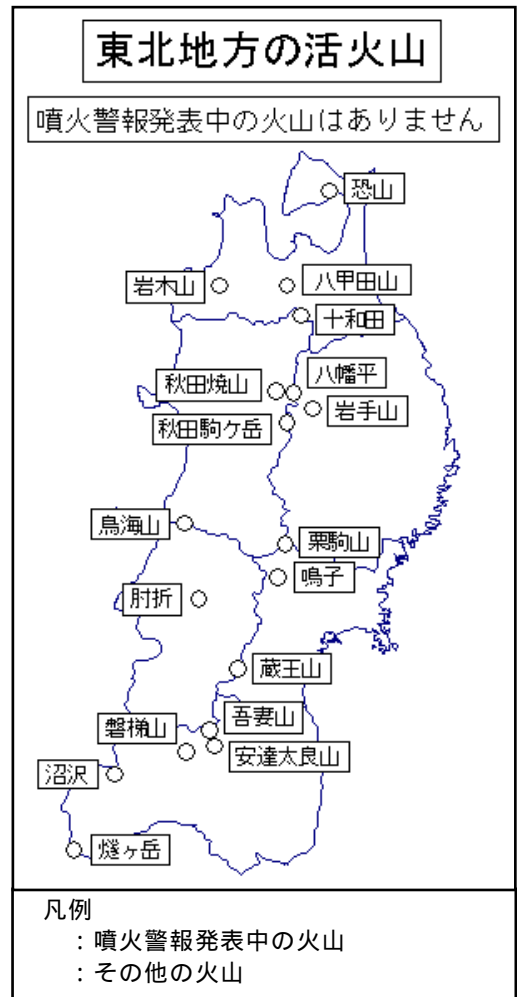 東北地方の活火山
噴火警報発表中の火山はありません
恐山
岩木山
八甲田山
十和田
秋田焼山
八幡平
岩手山
秋田駒ケ岳
鳥海山
栗駒山
鳴子
肘折
蔵王山
吾妻山
磐梯山
安達太良山
沼沢
燧ヶ岳
凡例
：噴火警報発表中の火山
：その他の火山